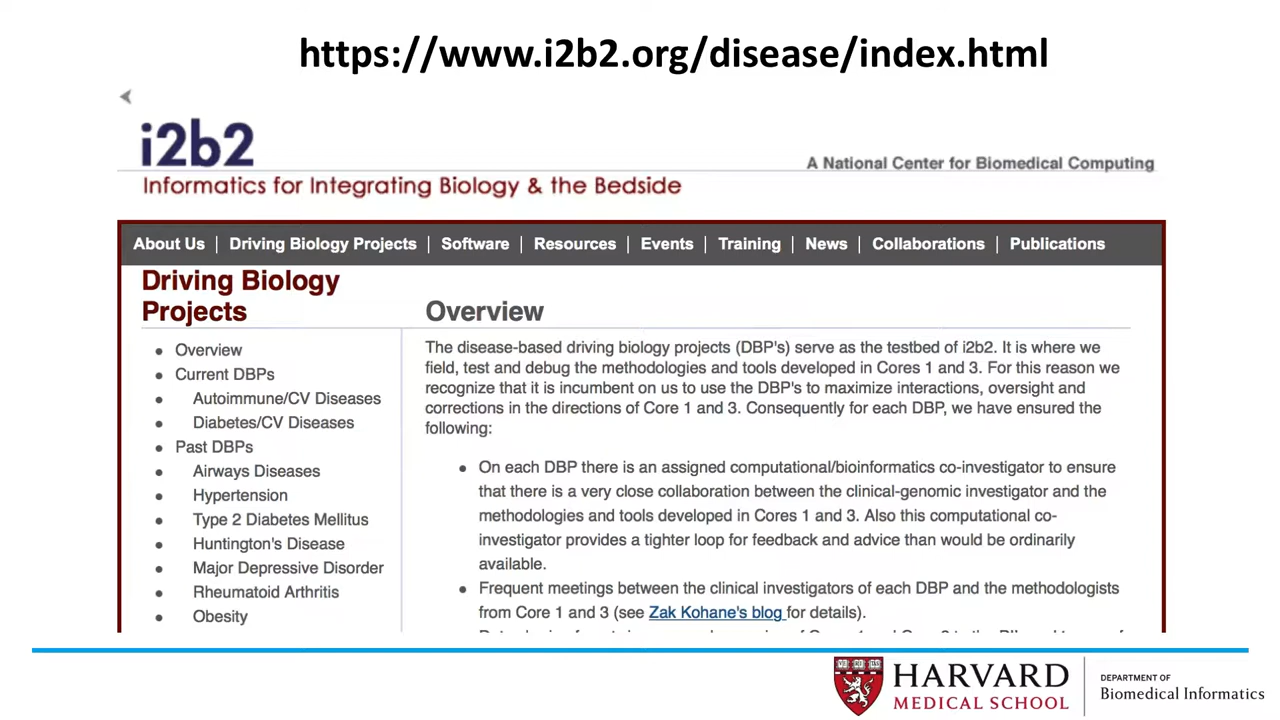 https://www.i2b2.org/disease/index.html
i2b2
A National Center for Biomedical Computing
Informatics for Integrating Biology & the Bedside
About Us | Driving Biology Projects | Software | Resources | Events | Training | News | Collaborations | Publications
Driving Biology
Projects
• Overview
• Current DBPs
• Autoimmune/CV Diseases
• Diabetes/CV Diseases
• Past DBPs
• Airways Diseases
• Hypertension
• Type 2 Diabetes Mellitus
• Huntington's Disease
• Major Depressive Disorder
• Rheumatoid Arthritis
• Obesity
Overview
The disease-based driving biology projects (DBP's) serve as the testbed of i2b2. It is where we
field, test and debug the methodologies and tools developed in Cores 1 and 3. For this reason we
recognize that it is incumbent on us to use the DBP's to maximize interactions, oversight and
corrections in the directions of Core 1 and 3. Consequently for each DBP, we have ensured the
following:
• On each DBP there is an assigned computational/bioinformatics co-investigator to ensure
that there is a very close collaboration between the clinical-genomic investigator and the
methodologies and tools developed in Cores 1 and 3. Also this computational co-
investigator provides a tighter loop for feedback and advice than would be ordinarily
available.
• Frequent meetings between the clinical investigators of each DBP and the methodologists
from Core 1 and 3 (see Zak Kohane's blog for details).
HARVARD
MEDICAL SCHOOL
DEPARTMENT OF
Biomedical Informatics